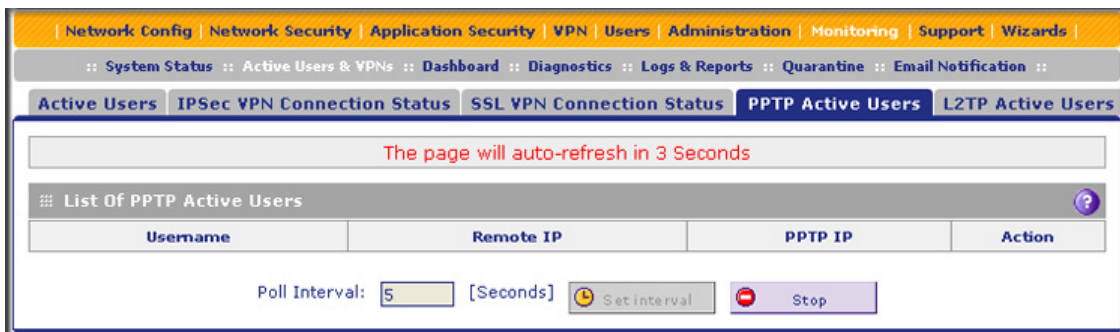 | Network Config | Network Security | Application Security | VPN | Users | Administration | Monitoring | Support | Wizards |
:: System Status :: Active Users & VPNs :: Dashboard :: Diagnostics :: Logs & Reports :: Quarantine :: Email Notification ::
Active Users IPSec VPN Connection Status SSL VPN Connection Status PPTP Active Users L2TP Active Users
The page will auto-refresh in 3 Seconds
List Of PPTP Active Users ?
Username Remote IP PPTP IP Action
Poll Interval: 5 [Seconds] Set interval Stop